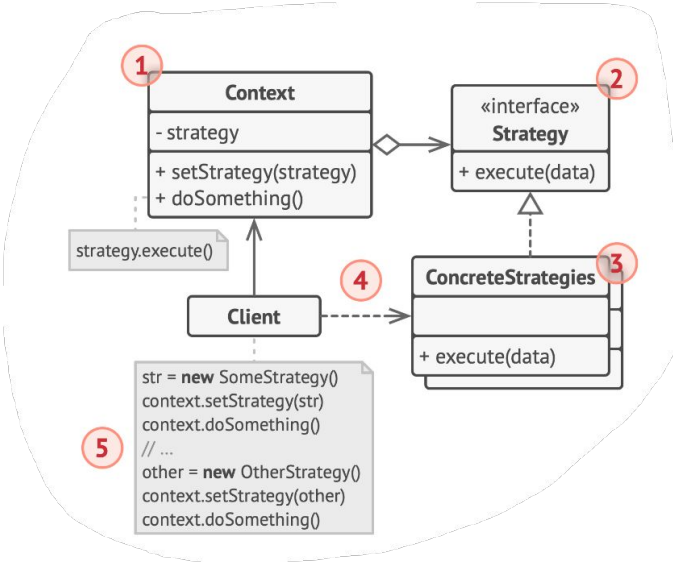 1
Context
- strategy
+ setStrategy(strategy)
+ doSomething()
strategy.execute()
2
«interface»
Strategy
+ execute(data)
3
ConcreteStrategies
+ execute(data)
4
Client
5
str = new SomeStrategy()
context.setStrategy(str)
context.doSomething()
// ...
other = new OtherStrategy()
context.setStrategy(other)
context.doSomething()